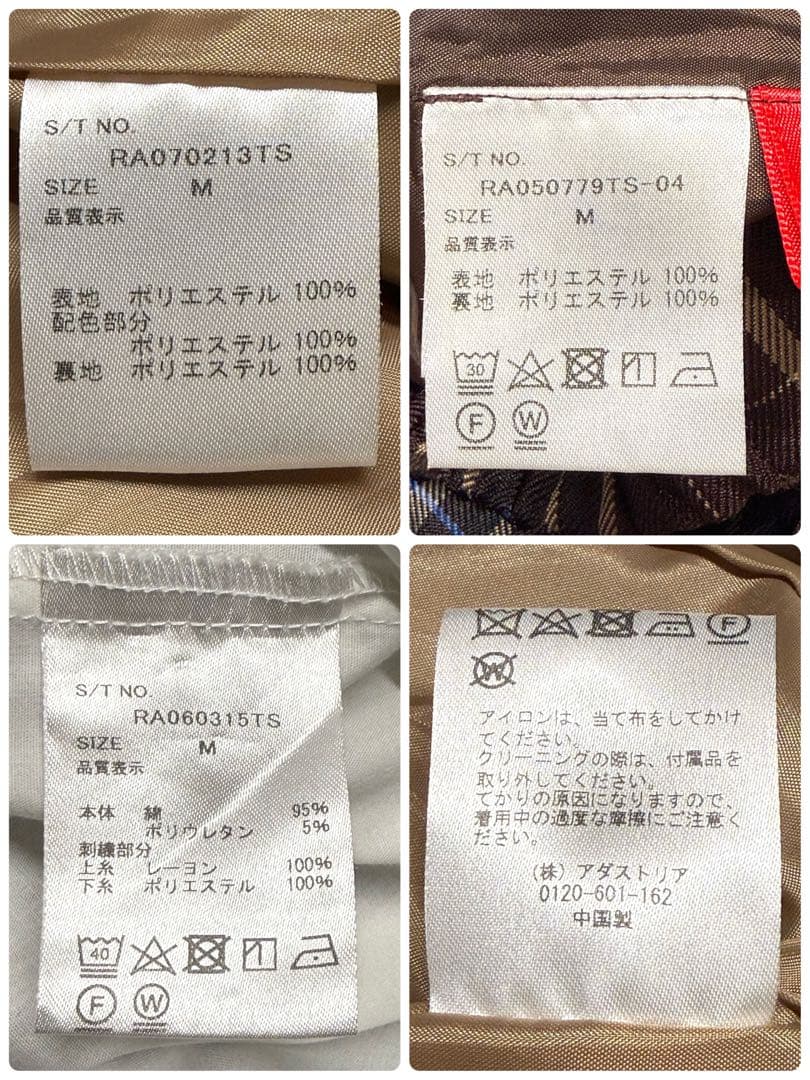 S/T NO.
RA070213TS
SIZE M
品質表示
表地 ポリエステル 100%
配色部分
ポリエステル 100%
裏地 ポリエステル 100%
S/T NO.
RA050779TS-04
SIZE M
品質表示
表地 ポリエステル 100%
裏地 ポリエステル 100%
30
F W
S/T NO.
RA060315TS
SIZE M
品質表示
本体 綿 95%
ポリウレタン 5%
刺繍部分
上糸 レーヨン 100%
下糸 ポリエステル 100%
40
F W
F
W
アイロンは、当て布をしてかけ
てください。
クリーニングの際は、付属品を
取り外してください。
てかりの原因になりますので、
着用中の過度な摩擦にご注意く
ださい。
(株) アダストリア
0120-601-162
中国製